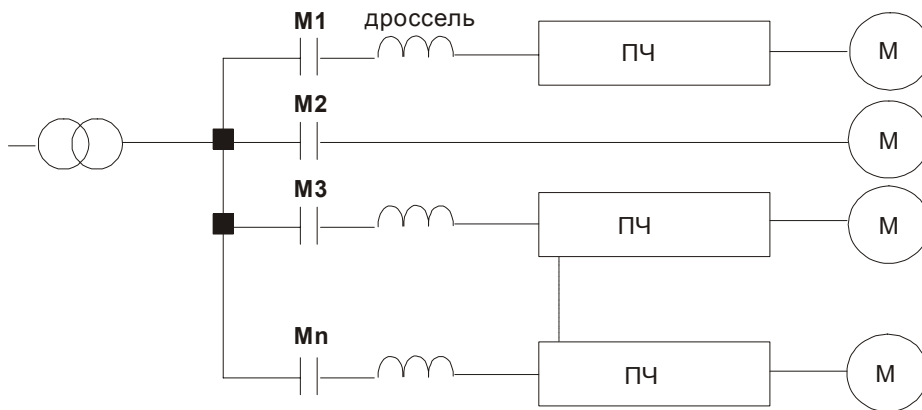 M1 дроссель
ПЧ М
M2
М
M3
ПЧ М
Mn
ПЧ М